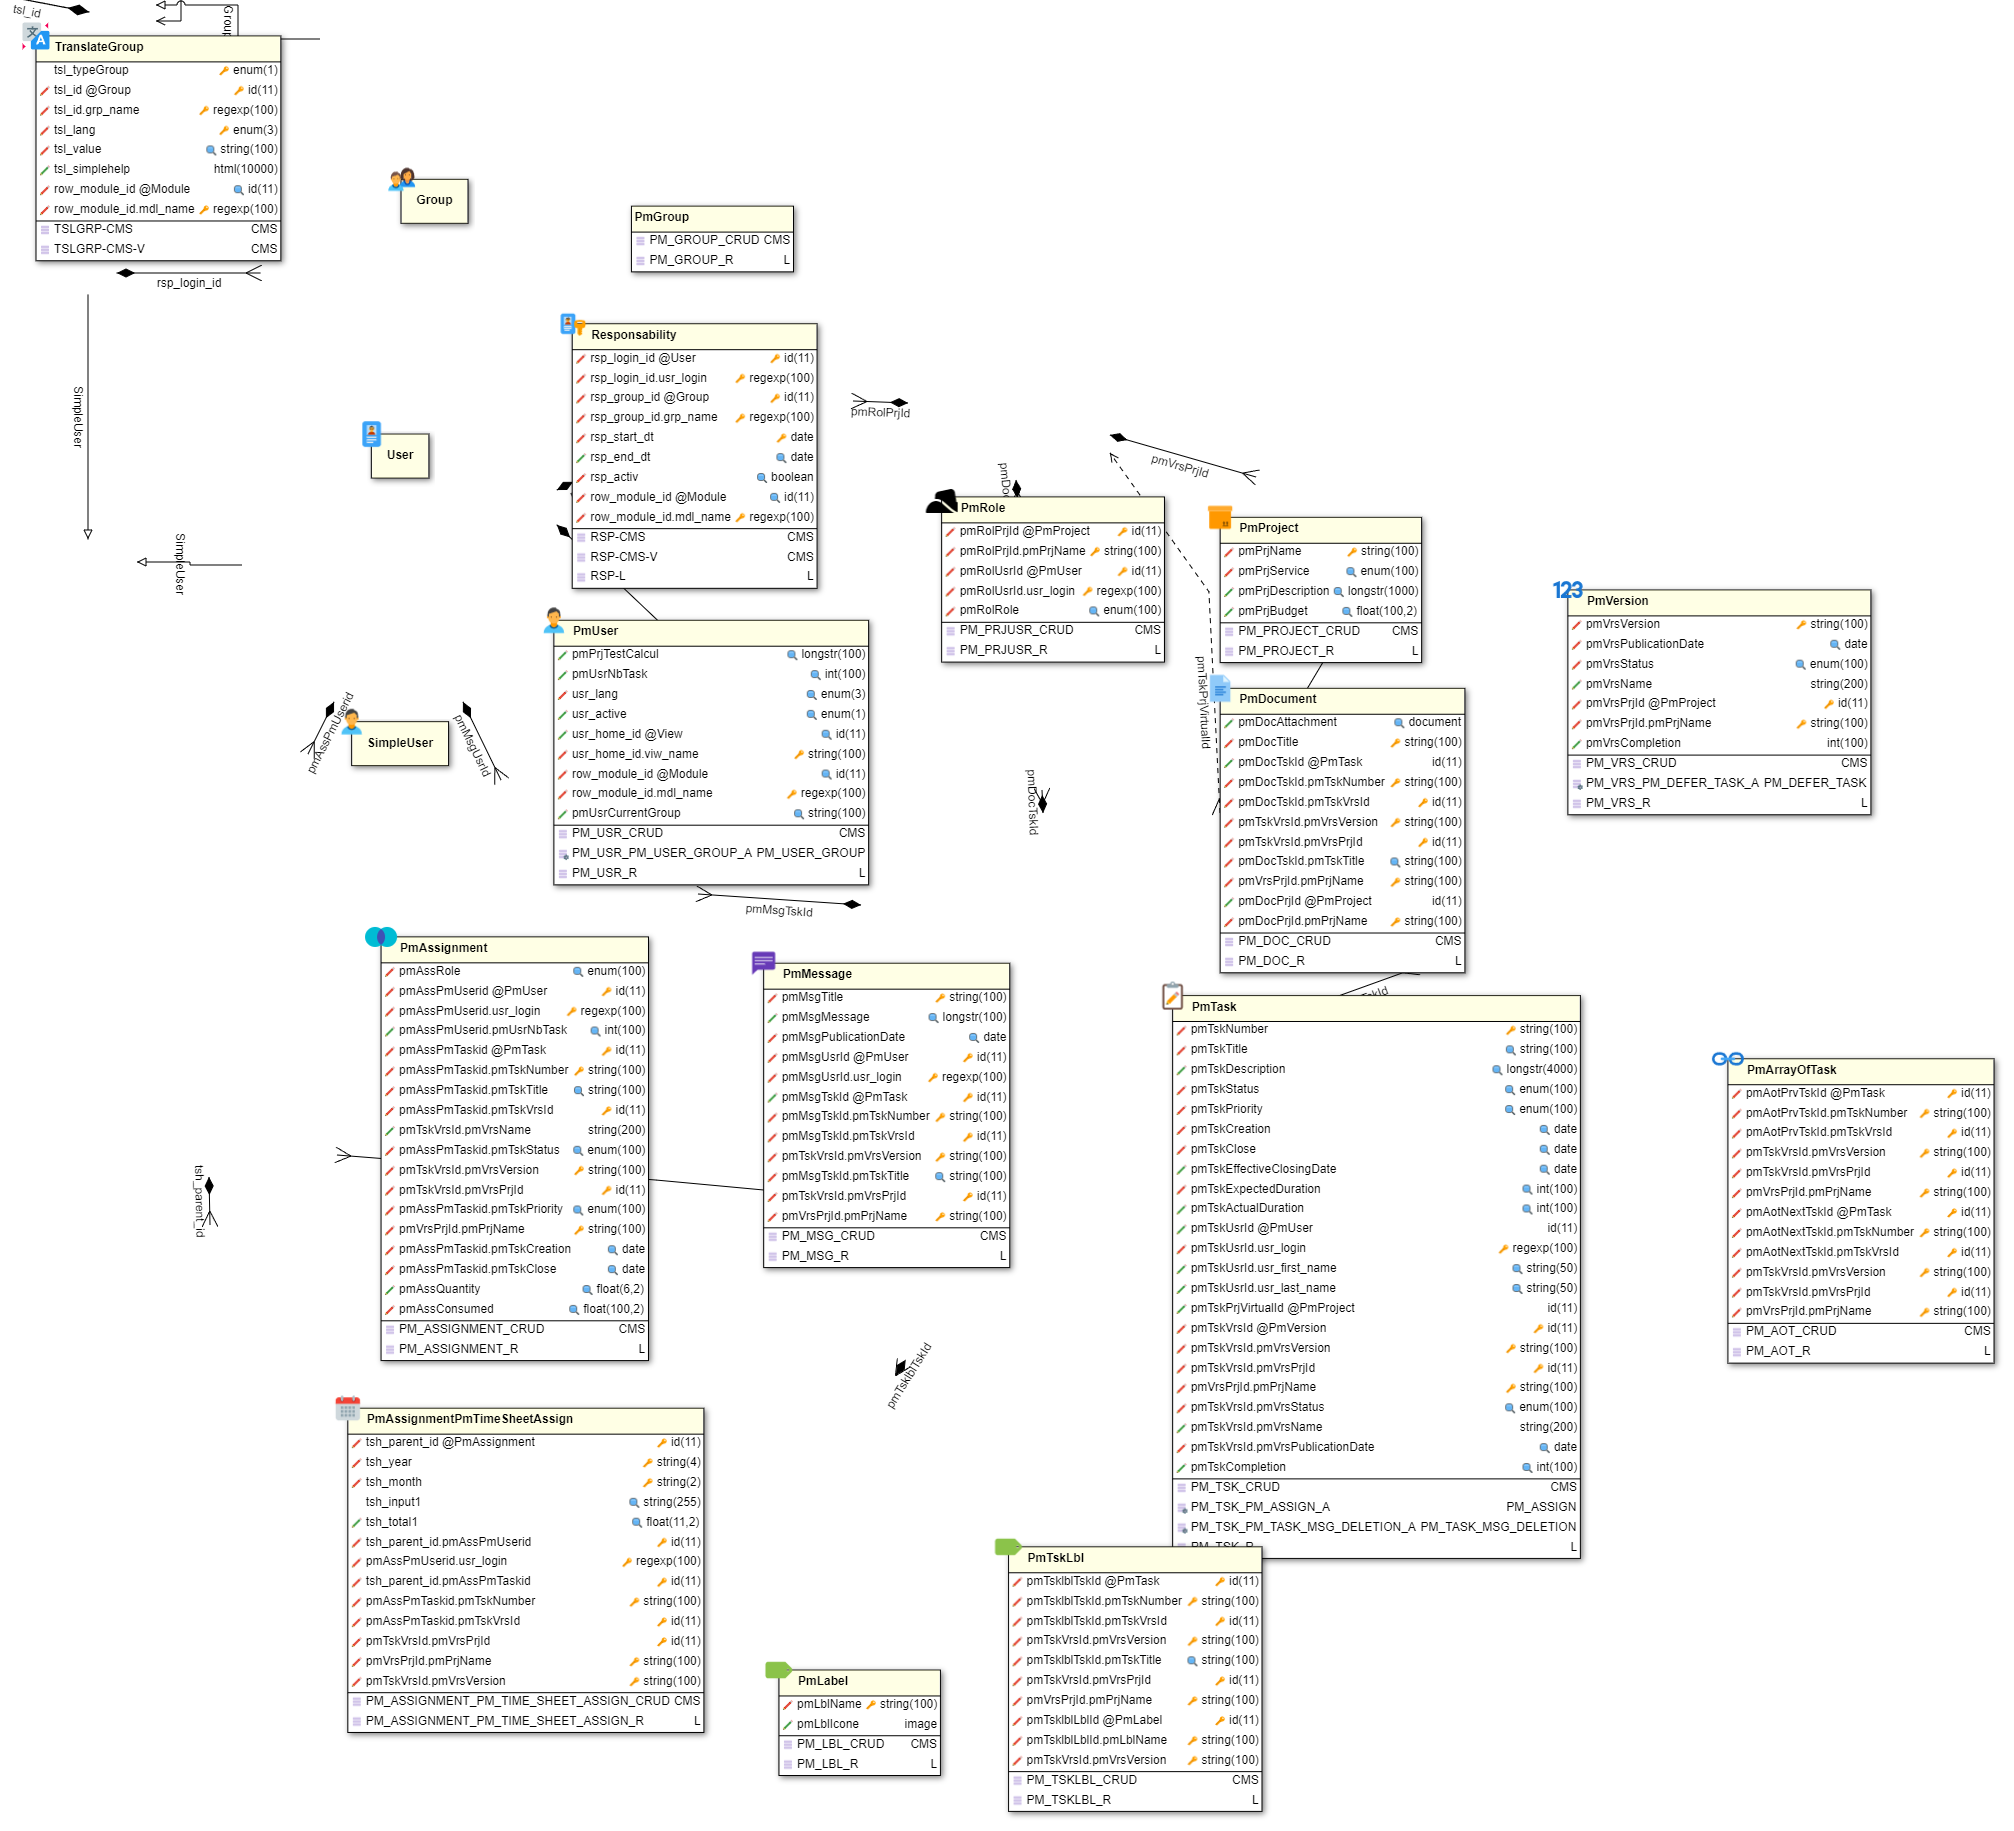 tsl_id
Group
TranslateGroup
tsl_typeGroup enum(1)
tsl_id @Group id(11)
tsl_id.grp_name regexp(100)
tsl_lang enum(3)
tsl_value string(100)
tsl_simplehelp html(10000)
row_module_id @Module id(11)
row_module_id.mdl_name regexp(100)
TSLGRP-CMS CMS
TSLGRP-CMS-V CMS
rsp_login_id
SimpleUser
SimpleUser
Group
PmGroup
PM_GROUP_CRUD CMS
PM_GROUP_R L
Responsability
rsp_login_id @User id(11)
rsp_login_id.usr_login regexp(100)
rsp_group_id @Group id(11)
rsp_group_id.grp_name regexp(100)
rsp_start_dt date
rsp_end_dt date
rsp_activ boolean
row_module_id @Module id(11)
row_module_id.mdl_name regexp(100)
RSP-CMS CMS
RSP-CMS-V CMS
RSP-L L
User
pmRolPrjId
pmVrsPrjId
PmRole
pmRolPrjId @PmProject id(11)
pmRolPrjId.pmPrjName string(100)
pmRolUsrId @PmUser id(11)
pmRolUsrId.usr_login regexp(100)
pmRolRole enum(100)
PM_PRJUSR_CRUD CMS
PM_PRJUSR_R L
PmProject
pmPrjName string(100)
pmPrjService enum(100)
pmPrjDescription longstr(1000)
pmPrjBudget float(100,2)
PM_PROJECT_CRUD CMS
PM_PROJECT_R L
PmVersion
pmVrsVersion string(100)
pmVrsPublicationDate date
pmVrsStatus enum(100)
pmVrsName string(200)
pmVrsPrjId @PmProject id(11)
pmVrsPrjId.pmPrjName string(100)
pmVrsCompletion int(100)
PM_VRS_CRUD CMS
PM_VRS_PM_DEFER_TASK_A PM_DEFER_TASK
PM_VRS_R L
123
PmUser
pmPrjTestCalcul longstr(100)
pmUsrNbTask int(100)
usr_lang enum(3)
usr_active enum(1)
usr_home_id @View id(11)
usr_home_id.viw_name string(100)
row_module_id @Module id(11)
row_module_id.mdl_name regexp(100)
pmUsrCurrentGroup string(100)
PM_USR_CRUD CMS
PM_USR_PM_USER_GROUP_A PM_USER_GROUP
PM_USR_R L
pmAssPmUserid
SimpleUser
pmMsgUsrId
pmTskPrjVirtualId
pmDocTskId
PmDocument
pmDocAttachment document
pmDocTitle string(100)
pmDocTskId @PmTask id(11)
pmDocTskId.pmTskNumber string(100)
pmDocTskId.pmTskVrsId id(11)
pmTskVrsId.pmVrsVersion string(100)
pmTskVrsId.pmVrsPrjId id(11)
pmDocTskId.pmTskTitle string(100)
pmVrsPrjId.pmPrjName string(100)
pmDocPrjId @PmProject id(11)
pmDocPrjId.pmPrjName string(100)
PM_DOC_CRUD CMS
PM_DOC_R L
pmMsgTskId
PmAssignment
pmAssRole enum(100)
pmAssPmUserid @PmUser id(11)
pmAssPmUserid.usr_login regexp(100)
pmAssPmUserid.pmUsrNbTask int(100)
pmAssPmTaskid @PmTask id(11)
pmAssPmTaskid.pmTskNumber string(100)
pmAssPmTaskid.pmTskTitle string(100)
pmAssPmTaskid.pmTskVrsId id(11)
pmTskVrsId.pmVrsName string(200)
pmAssPmTaskid.pmTskStatus enum(100)
pmTskVrsId.pmVrsVersion string(100)
pmTskVrsId.pmVrsPrjId id(11)
pmAssPmTaskid.pmTskPriority enum(100)
pmVrsPrjId.pmPrjName string(100)
pmAssPmTaskid.pmTskCreation date
pmAssPmTaskid.pmTskClose date
pmAssQuantity float(6,2)
pmAssConsumed float(100,2)
PM_ASSIGNMENT_CRUD CMS
PM_ASSIGNMENT_R L
PmMessage
pmMsgTitle string(100)
pmMsgMessage longstr(100)
pmMsgPublicationDate date
pmMsgUsrId @PmUser id(11)
pmMsgUsrId.usr_login regexp(100)
pmMsgTskId @PmTask id(11)
pmMsgTskId.pmTskNumber string(100)
pmMsgTskId.pmTskVrsId id(11)
pmTskVrsId.pmVrsVersion string(100)
pmMsgTskId.pmTskTitle string(100)
pmTskVrsId.pmVrsPrjId id(11)
pmVrsPrjId.pmPrjName string(100)
PM_MSG_CRUD CMS
PM_MSG_R L
PmTask
pmTskNumber string(100)
pmTskTitle string(100)
pmTskDescription longstr(4000)
pmTskStatus enum(100)
pmTskPriority enum(100)
pmTskCreation date
pmTskClose date
pmTskEffectiveClosingDate date
pmTskExpectedDuration int(100)
pmTskActualDuration int(100)
pmTskUsrId @PmUser id(11)
pmTskUsrId.usr_login regexp(100)
pmTskUsrId.usr_first_name string(50)
pmTskUsrId.usr_last_name string(50)
pmTskPrjVirtualId @PmProject id(11)
pmTskVrsId @PmVersion id(11)
pmTskVrsId.pmVrsVersion string(100)
pmTskVrsId.pmVrsPrjId id(11)
pmVrsPrjId.pmPrjName string(100)
pmTskVrsId.pmVrsStatus enum(100)
pmTskVrsId.pmVrsName string(200)
pmTskVrsId.pmVrsPublicationDate date
pmTskCompletion int(100)
PM_TSK_CRUD CMS
PM_TSK_PM_ASSIGN_A PM_ASSIGN
PM_TSK_PM_TASK_MSG_DELETION_A PM_TASK_MSG_DELETION
PM_TSK_R L
PmArrayOfTask
pmAotPrvTskId @PmTask id(11)
pmAotPrvTskId.pmTskNumber string(100)
pmAotPrvTskId.pmTskVrsId id(11)
pmTskVrsId.pmVrsVersion string(100)
pmTskVrsId.pmVrsPrjId id(11)
pmVrsPrjId.pmPrjName string(100)
pmAotNextTskId @PmTask id(11)
pmAotNextTskId.pmTskNumber string(100)
pmAotNextTskId.pmTskVrsId id(11)
pmTskVrsId.pmVrsVersion string(100)
pmTskVrsId.pmVrsPrjId id(11)
pmVrsPrjId.pmPrjName string(100)
PM_AOT_CRUD CMS
PM_AOT_R L
tsh_parent_id
pmTsklblTskId
PmAssignmentPmTimeSheetAssign
tsh_parent_id @PmAssignment id(11)
tsh_year string(4)
tsh_month string(2)
tsh_input1 string(255)
tsh_total1 float(11,2)
tsh_parent_id.pmAssPmUserid id(11)
pmAssPmUserid.usr_login regexp(100)
tsh_parent_id.pmAssPmTaskid id(11)
pmAssPmTaskid.pmTskNumber string(100)
pmAssPmTaskid.pmTskVrsId id(11)
pmTskVrsId.pmVrsPrjId id(11)
pmVrsPrjId.pmPrjName string(100)
pmTskVrsId.pmVrsVersion string(100)
PM_ASSIGNMENT_PM_TIME_SHEET_ASSIGN_CRUD CMS
PM_ASSIGNMENT_PM_TIME_SHEET_ASSIGN_R L
PmLabel
pmLblName string(100)
pmLblIcone image
PM_LBL_CRUD CMS
PM_LBL_R L
PmTskLbl
pmTsklblTskId @PmTask id(11)
pmTsklblTskId.pmTskNumber string(100)
pmTsklblTskId.pmTskVrsId id(11)
pmTskVrsId.pmVrsVersion string(100)
pmTsklblTskId.pmTskTitle string(100)
pmTskVrsId.pmVrsPrjId id(11)
pmVrsPrjId.pmPrjName string(100)
pmTsklblLblId @PmLabel id(11)
pmTsklblLblId.pmLblName string(100)
pmTskVrsId.pmVrsVersion string(100)
PM_TSKLBL_CRUD CMS
PM_TSKLBL_R L